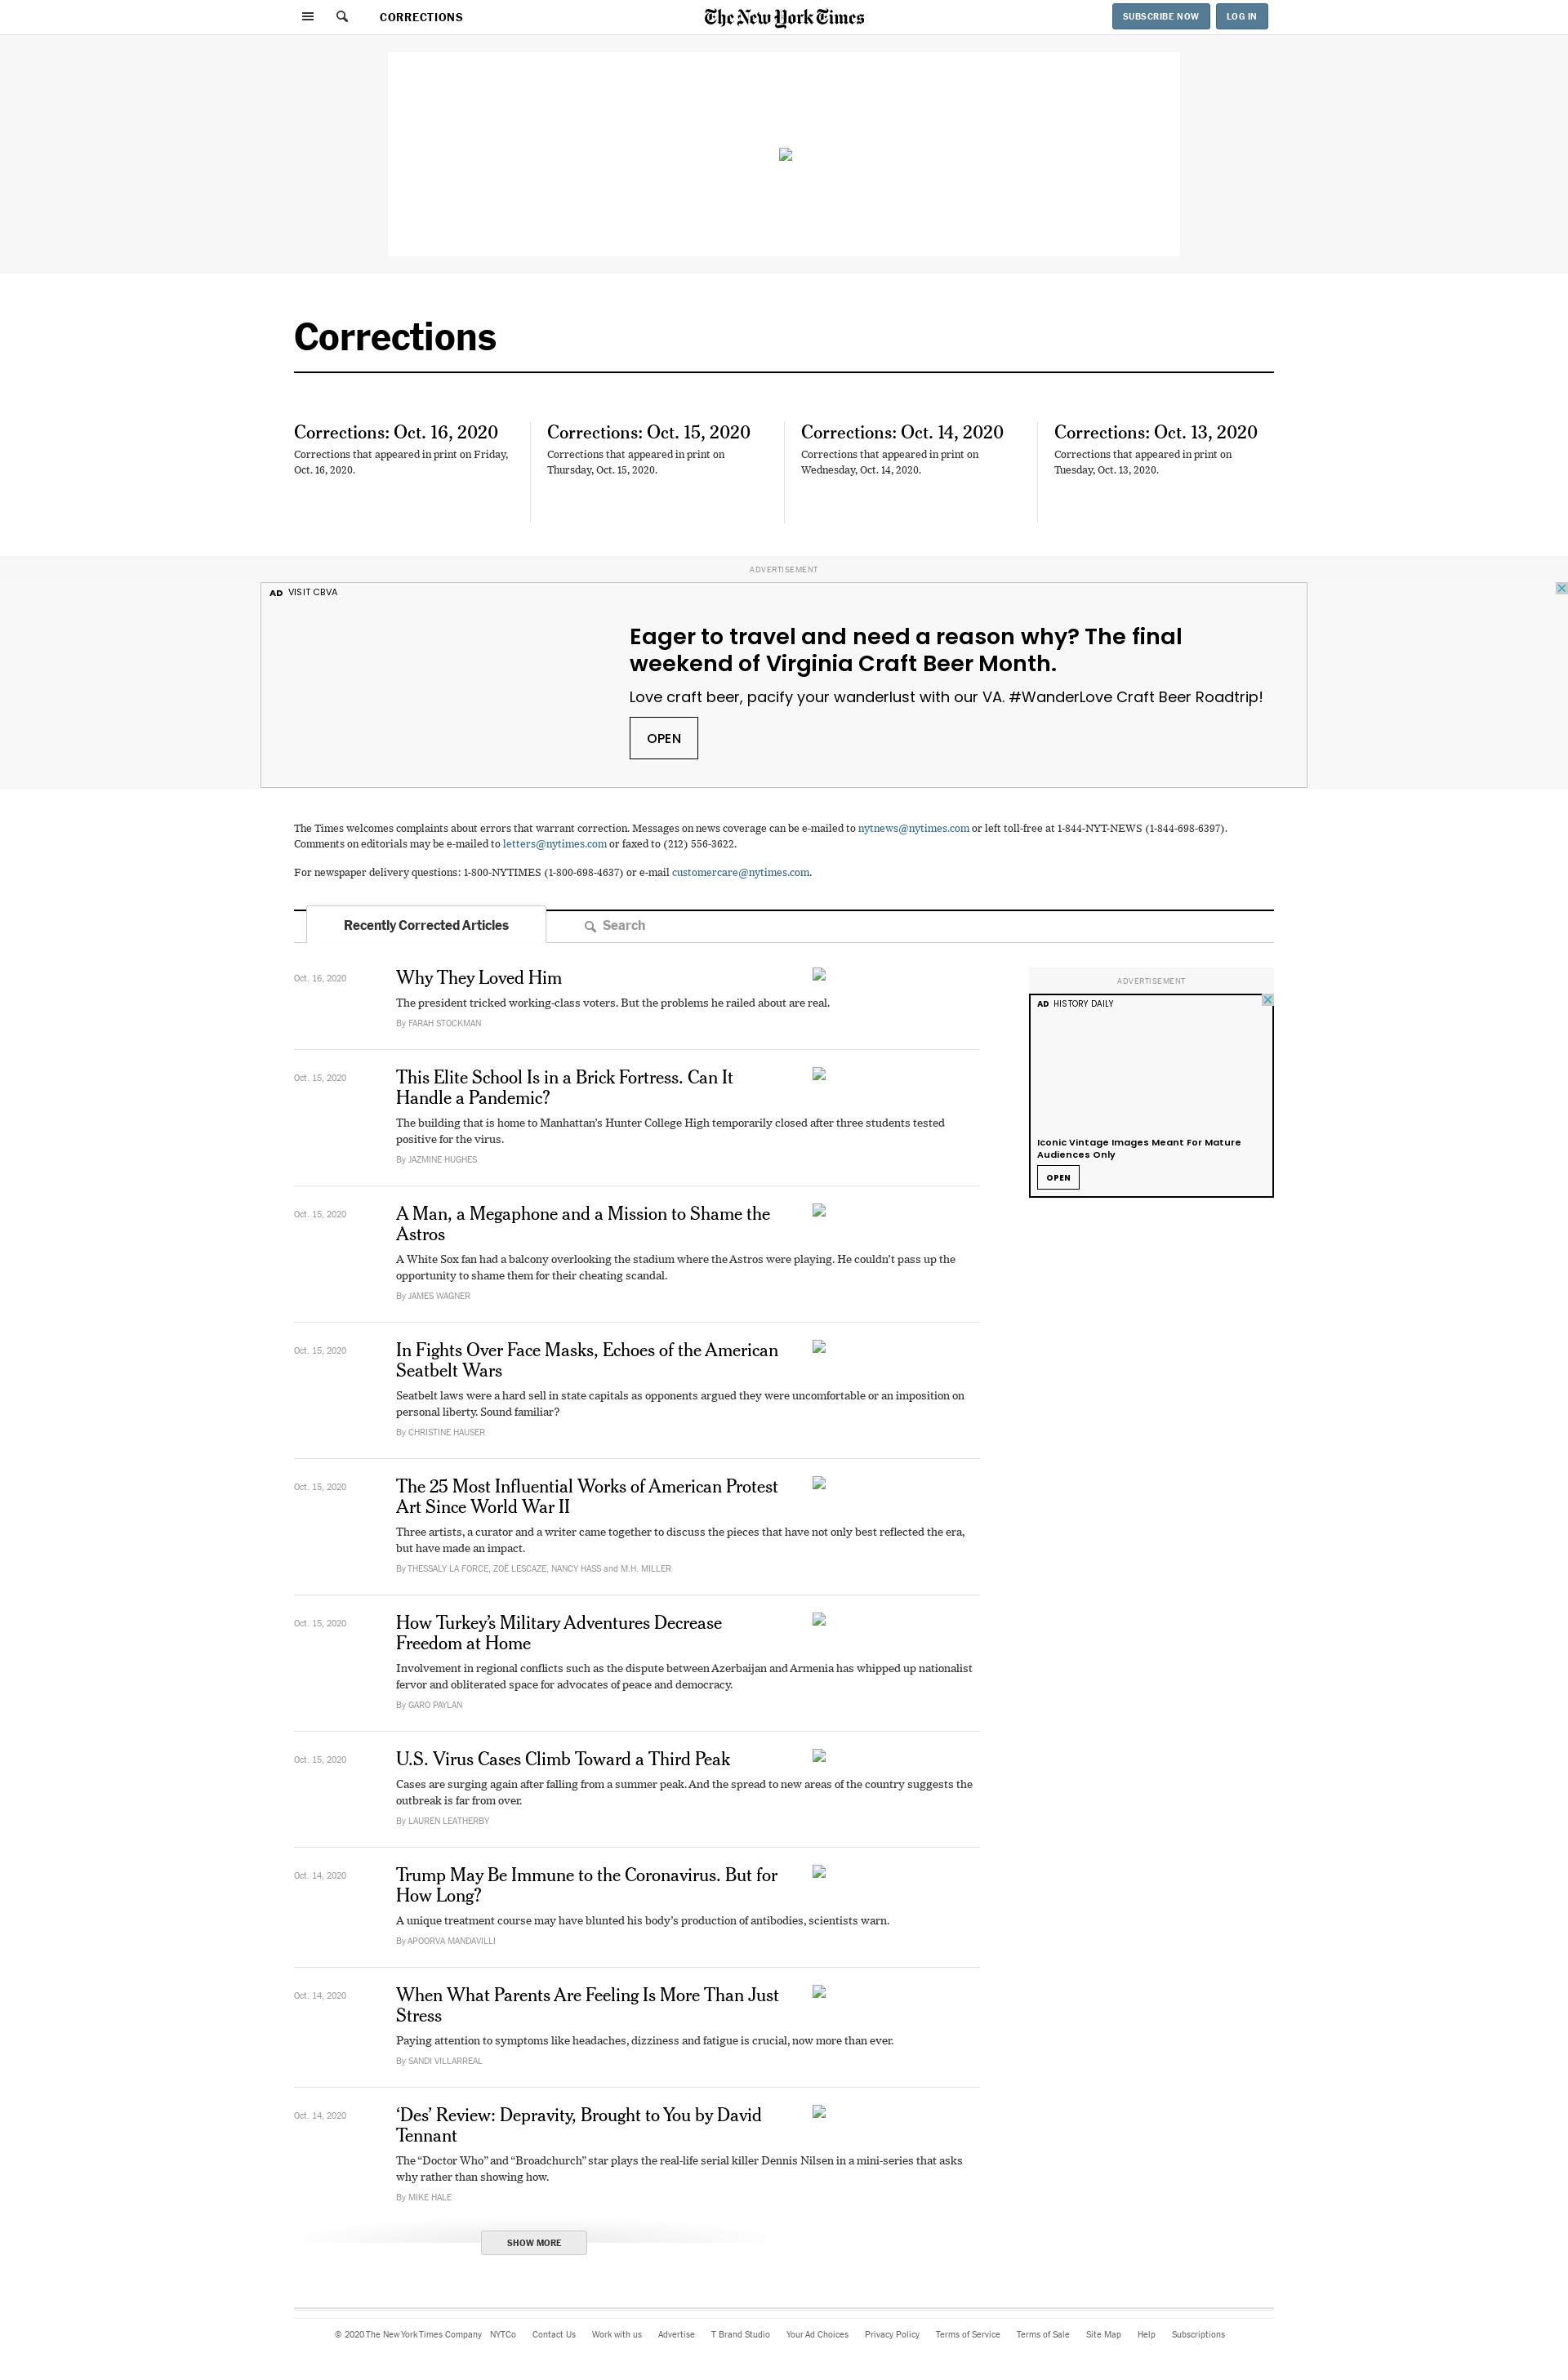 CORRECTIONS
The New York Times
SUBSCRIBE NOW
LOG IN
Corrections
Corrections: Oct. 16, 2020
Corrections that appeared in print on Friday,
Oct. 16, 2020.
Corrections: Oct. 15, 2020
Corrections that appeared in print on
Thursday, Oct. 15, 2020.
Corrections: Oct. 14, 2020
Corrections that appeared in print on
Wednesday, Oct. 14, 2020.
Corrections: Oct. 13, 2020
Corrections that appeared in print on
Tuesday, Oct. 13, 2020.
ADVERTISEMENT
AD VISIT CBVA
Eager to travel and need a reason why? The final
weekend of Virginia Craft Beer Month.
Love craft beer, pacify your wanderlust with our VA. #WanderLove Craft Beer Roadtrip!
OPEN
The Times welcomes complaints about errors that warrant correction. Messages on news coverage can be e-mailed to nytnews@nytimes.com or left toll-free at 1-844-NYT-NEWS (1-844-698-6397).
Comments on editorials may be e-mailed to letters@nytimes.com or faxed to (212) 556-3622.
For newspaper delivery questions: 1-800-NYTIMES (1-800-698-4637) or e-mail customercare@nytimes.com.
Recently Corrected Articles
Search
Oct. 16, 2020
Why They Loved Him
The president tricked working-class voters. But the problems he railed about are real.
By FARAH STOCKMAN
Oct. 15, 2020
This Elite School Is in a Brick Fortress. Can It
Handle a Pandemic?
The building that is home to Manhattan's Hunter College High temporarily closed after three students tested
positive for the virus.
By JAZMINE HUGHES
Oct. 15, 2020
A Man, a Megaphone and a Mission to Shame the
Astros
A White Sox fan had a balcony overlooking the stadium where the Astros were playing. He couldn't pass up the
opportunity to shame them for their cheating scandal.
By JAMES WAGNER
Oct. 15, 2020
In Fights Over Face Masks, Echoes of the American
Seatbelt Wars
Seatbelt laws were a hard sell in state capitals as opponents argued they were uncomfortable or an imposition on
personal liberty. Sound familiar?
By CHRISTINE HAUSER
Oct. 15, 2020
The 25 Most Influential Works of American Protest
Art Since World War II
Three artists, a curator and a writer came together to discuss the pieces that have not only best reflected the era,
but have made an impact.
By THESSALY LA FORCE, ZOË LESCAZE, NANCY HASS and M.H. MILLER
Oct. 15, 2020
How Turkey’s Military Adventures Decrease
Freedom at Home
Involvement in regional conflicts such as the dispute between Azerbaijan and Armenia has whipped up nationalist
fervor and obliterated space for advocates of peace and democracy.
By GARO PAYLAN
Oct. 15, 2020
U.S. Virus Cases Climb Toward a Third Peak
Cases are surging again after falling from a summer peak. And the spread to new areas of the country suggests the
outbreak is far from over.
By LAUREN LEATHERBY
Oct. 14, 2020
Trump May Be Immune to the Coronavirus. But for
How Long?
A unique treatment course may have blunted his body’s production of antibodies, scientists warn.
By APOORVA MANDAVILLI
Oct. 14, 2020
When What Parents Are Feeling Is More Than Just
Stress
Paying attention to symptoms like headaches, dizziness and fatigue is crucial, now more than ever.
By SANDI VILLARREAL
Oct. 14, 2020
‘Des’ Review: Depravity, Brought to You by David
Tennant
The “Doctor Who” and “Broadchurch” star plays the real-life serial killer Dennis Nilsen in a mini-series that asks
why rather than showing how.
By MIKE HALE
SHOW MORE
ADVERTISEMENT
AD HISTORY DAILY
Iconic Vintage Images Meant For Mature
Audiences Only
OPEN
© 2020 The New York Times Company NYTCo Contact Us Work with us Advertise T Brand Studio Your Ad Choices Privacy Policy Terms of Service Terms of Sale Site Map Help Subscriptions